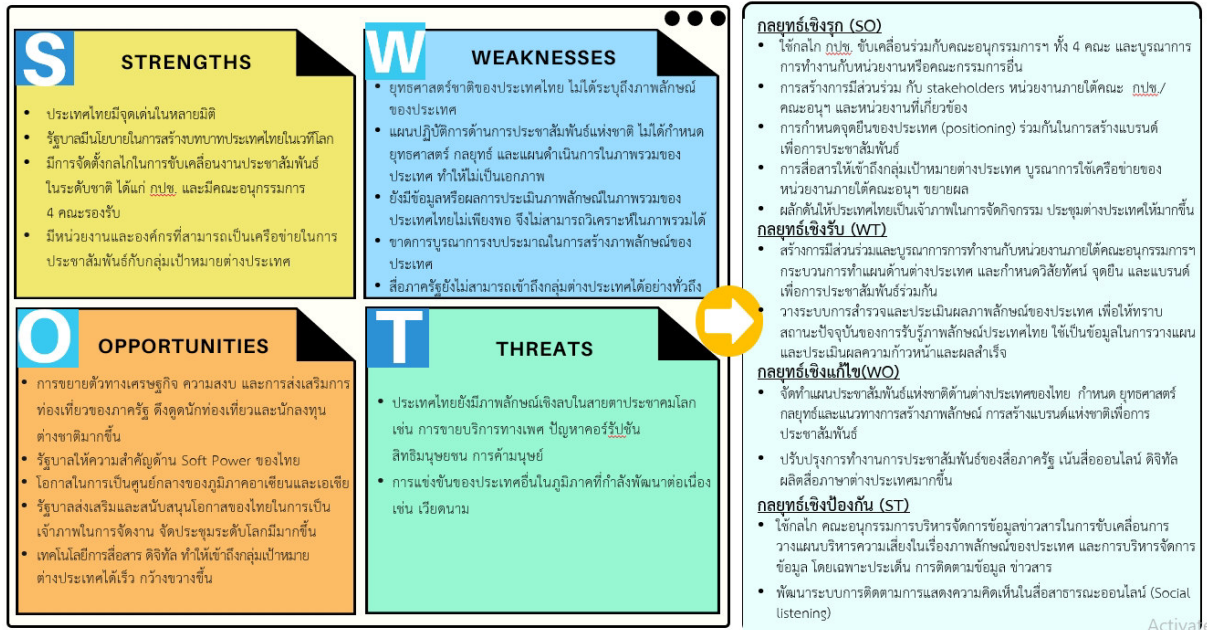 S
STRENGTHS
• ประเทศไทยมีจุดเด่นในหลายมิติ
• รัฐบาลมีนโยบายในการสร้างบทบาทประเทศไทยในเวทีโลก
• มีการจัดตั้งกลไกในการขับเคลื่อนงานประชาสัมพันธ์
ในระดับชาติ ได้แก่ กปช. และมีคณะอนุกรรมการ
4 คณะรองรับ
• มีหน่วยงานและองค์กรที่สามารถเป็นเครือข่ายในการ
ประชาสัมพันธ์กับกลุ่มเป้าหมายต่างประเทศ
W
WEAKNESSES
• ยุทธศาสตร์ชาติของประเทศไทย ไม่ได้ระบุถึงภาพลักษณ์
ของประเทศ
• แผนปฏิบัติการด้านการประชาสัมพันธ์แห่งชาติ ไม่ได้กำหนด
ยุทธศาสตร์ กลยุทธ์ และแผนดำเนินการในภาพรวมของ
ประเทศ ทำให้ไม่เป็นเอกภาพ
• ยังมีข้อมูลหรือผลการประเมินภาพลักษณ์ในภาพรวมของ
ประเทศไทยไม่เพียงพอ จึงไม่สามารถวิเคราะห์ในภาพรวมได้
• ขาดการบูรณาการงบประมาณในการสร้างภาพลักษณ์ของ
ประเทศ
• สื่อภาครัฐยังไม่สามารถเข้าถึงกลุ่มต่างประเทศได้อย่างทั่วถึง
O
OPPORTUNITIES
• การขยายตัวทางเศรษฐกิจ ความสงบ และการส่งเสริมการ
ท่องเที่ยวของภาครัฐ ดึงดูดนักท่องเที่ยวและนักลงทุน
ต่างชาติมากขึ้น
• รัฐบาลให้ความสำคัญด้าน Soft Power ของไทย
• โอกาสในการเป็นศูนย์กลางของภูมิภาคอาเซียนและเอเชีย
• รัฐบาลส่งเสริมและสนับสนุนโอกาสของไทยในการเป็น
เจ้าภาพในการจัดงาน จัดประชุมระดับโลกมีมากขึ้น
• เทคโนโลยีการสื่อสาร ดิจิทัล ทำให้เข้าถึงกลุ่มเป้าหมาย
ต่างประเทศได้เร็ว กว้างขวางขึ้น
T
THREATS
• ประเทศไทยยังมีภาพลักษณ์เชิงลบในสายตาประชาคมโลก
เช่น การขายบริการทางเพศ ปัญหาคอร์รัปชัน
สิทธิมนุษยชน การค้ามนุษย์
• การแข่งขันของประเทศอื่นในภูมิภาคที่กำลังพัฒนาต่อเนื่อง
เช่น เวียดนาม
กลยุทธ์เชิงรุก (SO)
• ใช้กลไก กปช. ขับเคลื่อนร่วมกับคณะอนุกรรมการฯ ทั้ง 4 คณะ และบูรณาการ
การทำงานกับหน่วยงานหรือคณะกรรมการอื่น
• การสร้างการมีส่วนร่วม กับ stakeholders หน่วยงานภายใต้คณะ กปช./
คณะอนุฯ และหน่วยงานที่เกี่ยวข้อง
• การกำหนดจุดยืนของประเทศ (positioning) ร่วมกันในการสร้างแบรนด์
เพื่อการประชาสัมพันธ์
• การสื่อสารให้เข้าถึงกลุ่มเป้าหมายต่างประเทศ บูรณาการใช้เครือข่ายของ
หน่วยงานภายใต้คณะอนุฯ ขยายผล
• ผลักดันให้ประเทศไทยเป็นเจ้าภาพในการจัดกิจกรรม ประชุมต่างประเทศให้มากขึ้น
กลยุทธ์เชิงรับ (WT)
• สร้างการมีส่วนร่วมและบูรณาการการทำงานกับหน่วยงานภายใต้คณะอนุกรรมการฯ
กระบวนการทำแผนด้านต่างประเทศ และกำหนดวิสัยทัศน์ จุดยืน และแบรนด์
เพื่อการประชาสัมพันธ์ร่วมกัน
• วางระบบการสำรวจและประเมินผลภาพลักษณ์ของประเทศ เพื่อให้ทราบ
สถานะปัจจุบันของการรับรู้ภาพลักษณ์ประเทศไทย ใช้เป็นข้อมูลในการวางแผน
และประเมินผลความก้าวหน้าและผลสำเร็จ
กลยุทธ์เชิงแก้ไข(WO)
• จัดทำแผนประชาสัมพันธ์แห่งชาติด้านต่างประเทศของไทย กำหนด ยุทธศาสตร์
กลยุทธ์และแนวทางการสร้างภาพลักษณ์ การสร้างแบรนด์แห่งชาติเพื่อการ
ประชาสัมพันธ์
• ปรับปรุงการทำงานการประชาสัมพันธ์ของสื่อภาครัฐ เน้นสื่อออนไลน์ ดิจิทัล
ผลิตสื่อภาษาต่างประเทศมากขึ้น
กลยุทธ์เชิงป้องกัน (ST)
• ใช้กลไก คณะอนุกรรมการบริหารจัดการข้อมูลข่าวสารในการขับเคลื่อนการ
วางแผนบริหารความเสี่ยงในเรื่องภาพลักษณ์ของประเทศ และการบริหารจัดการ
ข้อมูล โดยเฉพาะประเด็น การติดตามข้อมูล ข่าวสาร
• พัฒนาระบบการติดตามการแสดงความคิดเห็นในสื่อสาธารณะออนไลน์ (Social
listening)
Activate